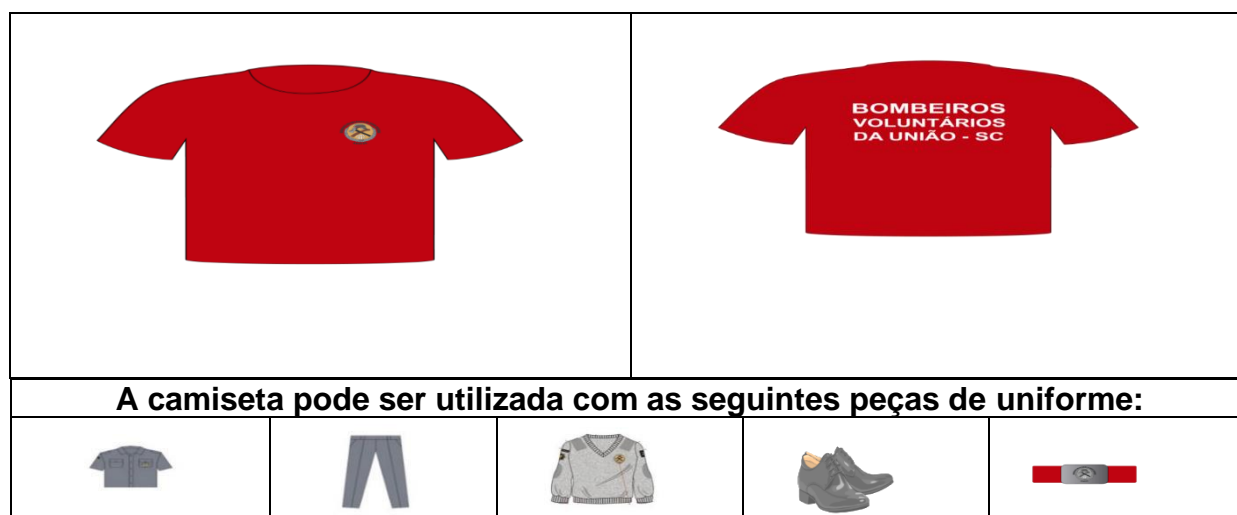 BOMBEIROS
VOLUNTÁRIOS
DA UNIÃO - SC
A camiseta pode ser utilizada com as seguintes peças de uniforme: